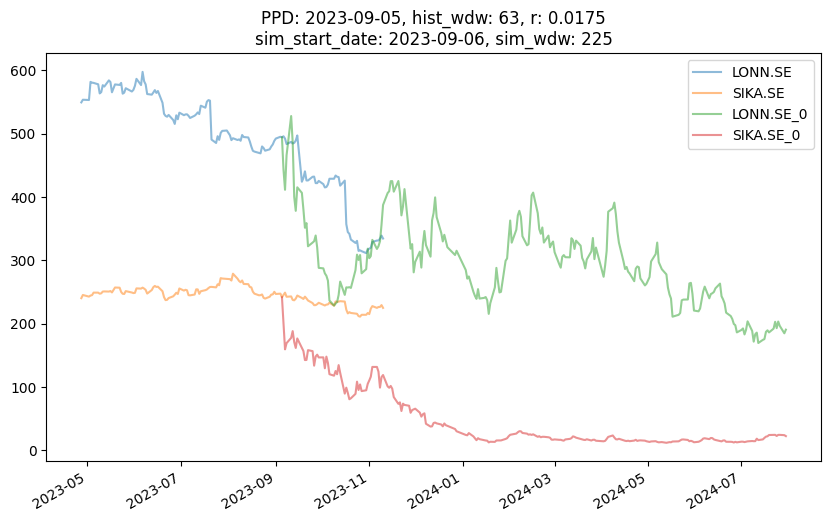 PPD: 2023-09-05, hist_wdw: 63, r: 0.0175
sim_start_date: 2023-09-06, sim_wdw: 225
LONN.SE
SIKA.SE
LONN.SE_0
SIKA.SE_0
600
500
400
300
200
100
0
2023-05
2023-07
2023-09
2023-11
2024-01
2024-03
2024-05
2024-07